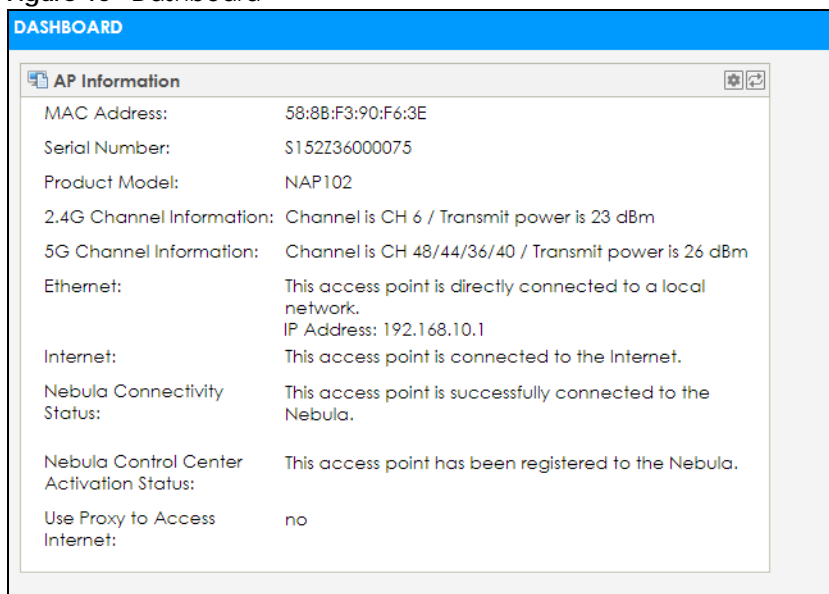 DASHBOARD
AP Information
MAC Address: 58:8B:F3:90:F6:3E
Serial Number: S152Z36000075
Product Model: NAP102
2.4G Channel Information: Channel is CH 6 / Transmit power is 23 dBm
5G Channel Information: Channel is CH 48/44/36/40 / Transmit power is 26 dBm
Ethernet: This access point is directly connected to a local
network.
IP Address: 192.168.10.1
Internet: This access point is connected to the Internet.
Nebula Connectivity This access point is successfully connected to the
Status: Nebula.
Nebula Control Center This access point has been registered to the Nebula.
Activation Status:
Use Proxy to Access no
Internet: